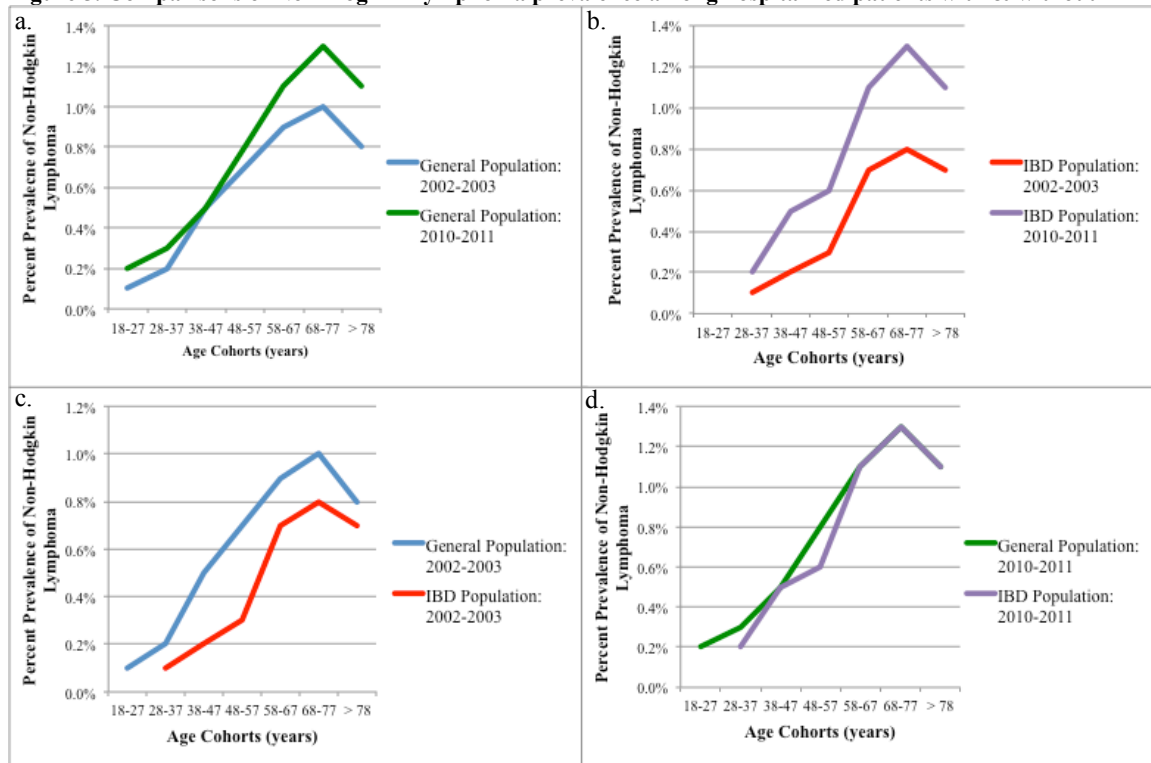 Comparisons of Non-Hodgkin Lymphoma prevalence among hospitalized patients
a.
Percent Prevalecne of Non-Hodgkin
Lymphoma
1.4%
1.2%
1.0%
0.8%
0.6%
0.4%
0.2%
0.0%
18-27 28-37 38-47 48-57 58-67 68-77 > 78
Age Cohorts (years)
General Population:
2002-2003
General Population:
2010-2011
b.
Percent Prevalence of Non-Hodgkin
Lymphoma
1.4%
1.2%
1.0%
0.8%
0.6%
0.4%
0.2%
0.0%
18-27 28-37 38-47 48-57 58-67 68-77 > 78
Age Cohorts (years)
IBD Population:
2002-2003
IBD Population:
2010-2011
c.
Percent Prevalence of Non-Hodgkin
Lymphoma
1.2%
1.0%
0.8%
0.6%
0.4%
0.2%
0.0%
18-27 28-37 38-47 48-57 58-67 68-77 > 78
Age Cohorts (years)
General Population:
2002-2003
IBD Population:
2002-2003
d.
Percent Prevalence of Non-Hodgkin
Lymphoma
1.4%
1.2%
1.0%
0.8%
0.6%
0.4%
0.2%
0.0%
18-27 28-37 38-47 48-57 58-67 68-77 > 78
Age Cohorts (years)
General Population:
2010-2011
IBD Population:
2010-2011